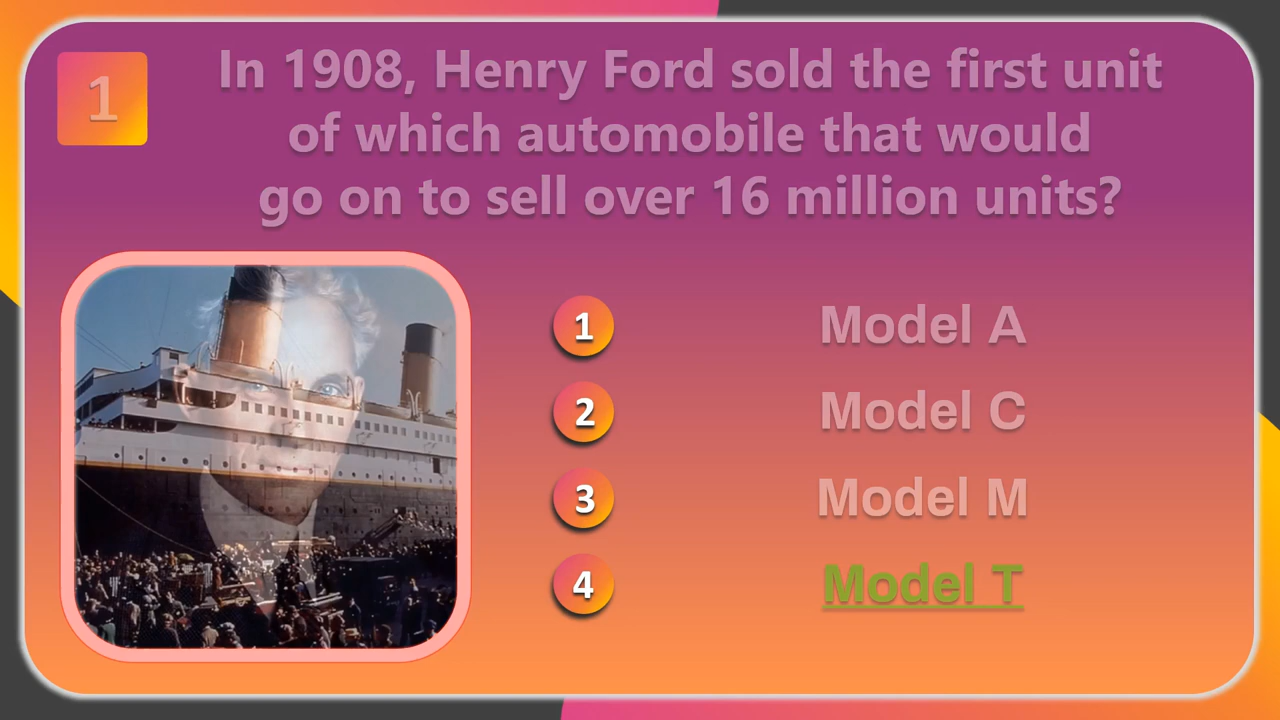 1
In 1908, Henry Ford sold the first unit
of which automobile that would
go on to sell over 16 million units?
1 Model A
2 Model C
3 Model M
4 Model T